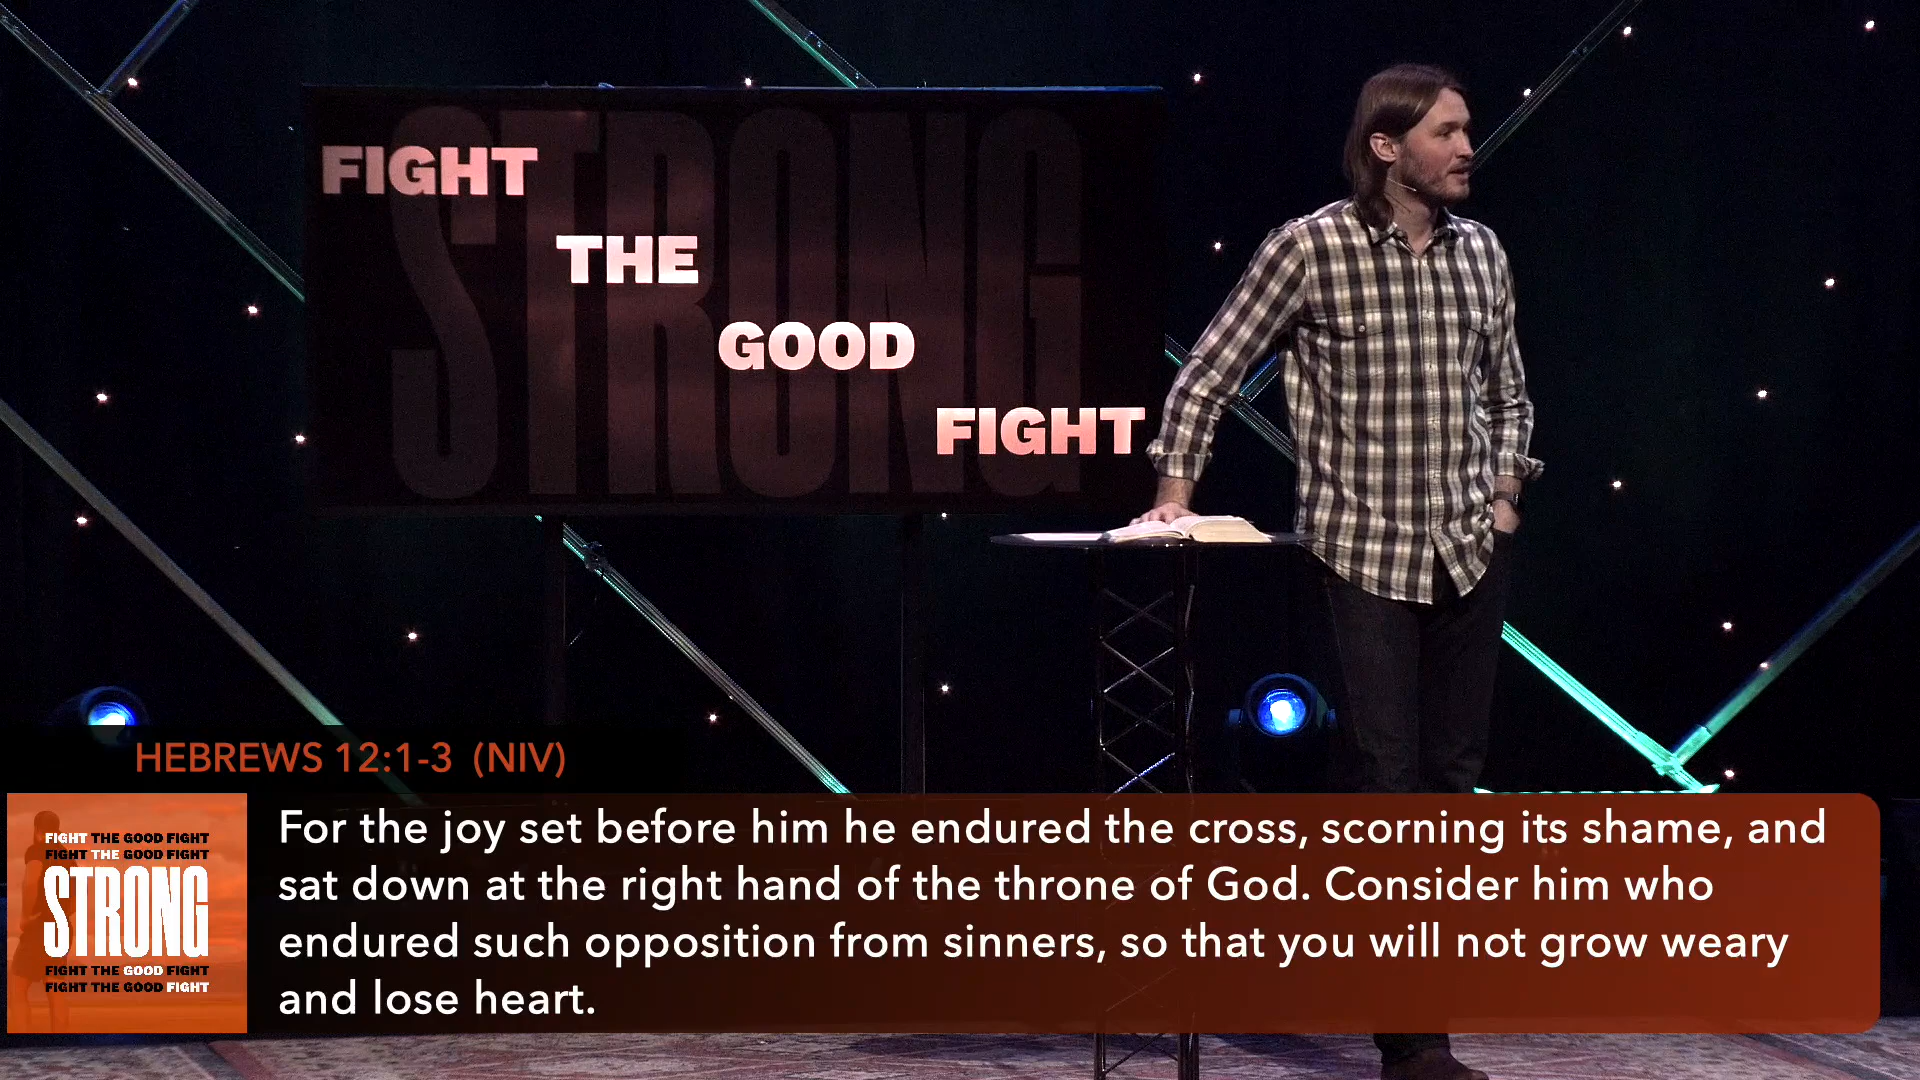 STRONG
FIGHT
THE
GOOD
FIGHT
HEBREWS 12:1-3 (NIV)
FIGHT THE GOOD FIGHT
FIGHT THE GOOD FIGHT
STRONG
FIGHT THE GOOD FIGHT
FIGHT THE GOOD FIGHT
For the joy set before him he endured the cross, scorning its shame, and
sat down at the right hand of the throne of God. Consider him who
endured such opposition from sinners, so that you will not grow weary
and lose heart.